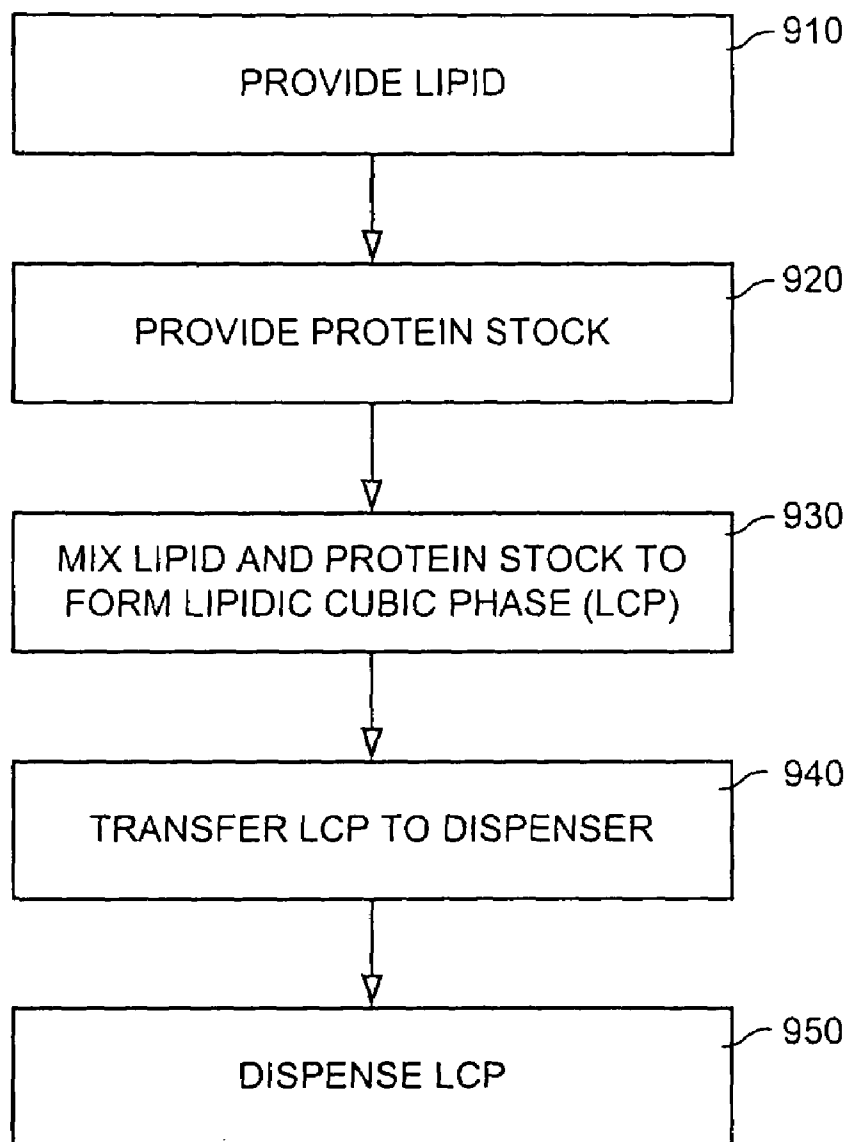 910
PROVIDE LIPID
920
PROVIDE PROTEIN STOCK
930
MIX LIPID AND PROTEIN STOCK TO
FORM LIPIDIC CUBIC PHASE (LCP)
940
TRANSFER LCP TO DISPENSER
950
DISPENSE LCP